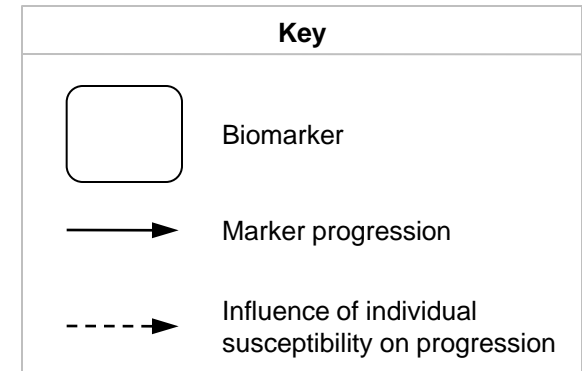 Key
Biomarker
Marker progression
Influence of individual
susceptibility on progression